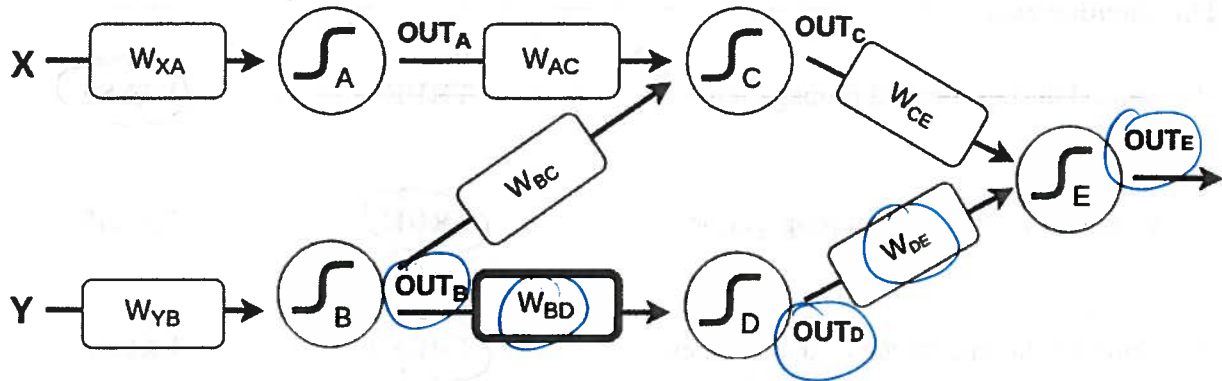 X
W_XA
A
OUT_A
W_AC
C
OUT_C
W_CE
W_BC
OUT_E
E
W_DE
Y
W_YB
B
OUT_B
W_BD
D
OUT_D